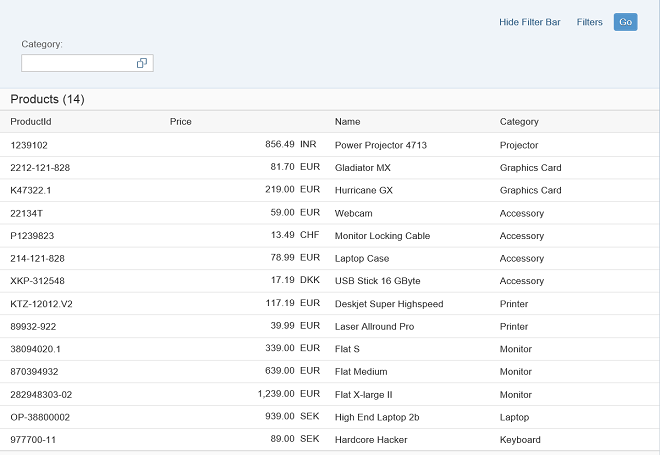 Hide Filter Bar Filters Go
Category:
Products (14)
ProductId Price Name Category
1239102 856.49 INR Power Projector 4713 Projector
2212-121-828 81.70 EUR Gladiator MX Graphics Card
K47322.1 219.00 EUR Hurricane GX Graphics Card
22134T 59.00 EUR Webcam Accessory
P1239823 13.49 CHF Monitor Locking Cable Accessory
214-121-828 78.99 EUR Laptop Case Accessory
XKP-312548 17.19 DKK USB Stick 16 GByte Accessory
KTZ-12012.V2 117.19 EUR Deskjet Super Highspeed Printer
89932-922 39.99 EUR Laser Allround Pro Printer
38094020.1 339.00 EUR Flat S Monitor
870394932 639.00 EUR Flat Medium Monitor
282948303-02 1,239.00 EUR Flat X-large II Monitor
OP-38800002 939.00 SEK High End Laptop 2b Laptop
977700-11 89.00 SEK Hardcore Hacker Keyboard